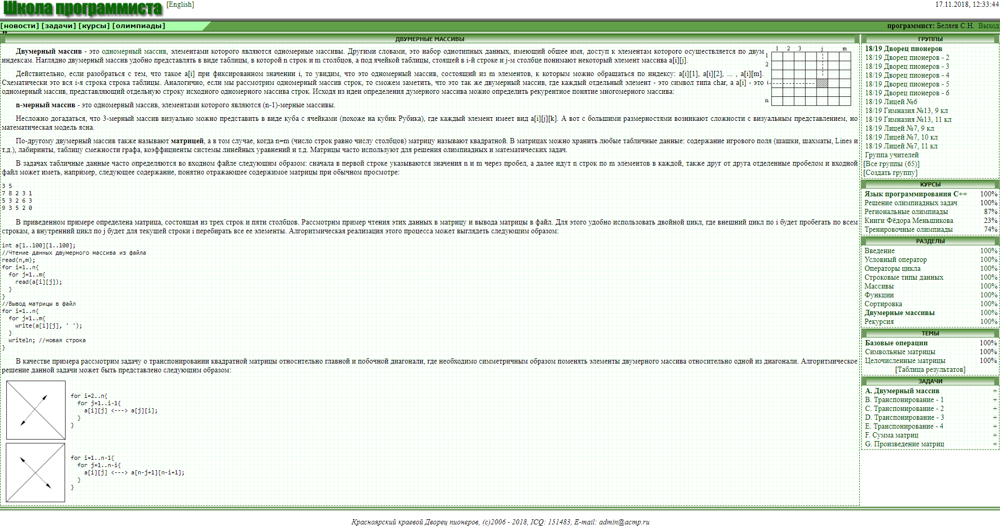 Школа программиста
[English]
17.11.2018, 12:33:44
[новости] [задачи] [курсы] [олимпиады]
программист: Беляев С.Н. Выход
ДВУМЕРНЫЕ МАССИВЫ
Двумерный массив - это одномерный массив, элементами которого являются одномерные массивы. Другими словами, это набор однотипных данных, имеющий общее имя, доступ к элементам которого осуществляется по двум
индексам. Наглядно двумерный массив удобно представлять в виде таблицы, в которой n строк и m столбцов, а под ячейкой таблицы, стоящей в i-й строке и j-м столбце понимают некоторый элемент массива a[i][j].
1 2 3 j m
1
2
i
n
Действительно, если разобраться с тем, что такое a[i] при фиксированном значении i, то увидим, что это одномерный массив, состоящий из m элементов, к которым можно обращаться по индексу: a[i][1], a[i][2], ... , a[i][m].
Схематически это вся i-я строка строка таблицы. Аналогично, если мы рассмотрим одномерный массив строк, то сможем заметить, что это так же двумерный массив, где каждый отдельный элемент - это символ типа char, а a[i] - это
одномерный массив, представляющий отдельную строку исходного одномерного массива строк. Исходя из идеи определения думерного массива можно определить рекурентное понятие многомерного массива:
n-мерный массив - это одномерный массив, элементами которого являются (n-1)-мерные массивы.
Несложно догадаться, что 3-мерный массив визуально можно представить в виде куба с ячейками (похоже на кубик Рубика), где каждый элемент имеет вид a[i][j][k]. А вот с большими размерностями возникают сложности с визуальным представлением, но
математическая модель ясна.
По-другому двумерный массив также называют матрицей, а в том случае, когда n=m (число строк равно числу столбцов) матрицу называют квадратной. В матрицах можно хранить любые табличные данные: содержание игрового поля (шашки, шахматы, Lines и
т.д.), лабиринты, таблицу смежности графа, коэффициенты системы линейных уравнений и т.д. Матрицы часто используют для решения олимпиадных и математических задач.
В задачах табличные данные часто определяются во входном файле следующим образом: сначала в первой строке указываются значения n и m через пробел, а далее идут n строк по m элементов в каждой, также друг от друга отделенные пробелом и входной
файл может иметь, например, следующее содержание, понятно отражающее содержимое матрицы при обычном просмотре:
3 5
7 8 2 3 1
5 3 2 6 3
9 3 5 2 0
В приведенном примере определена матрица, состоящая из трех строк и пяти столбцов. Рассмотрим пример чтения этих данных в матрицу и вывода матрицы в файл. Для этого удобно использовать двойной цикл, где внешний цикл по i будет пробегать по всем
строкам, а внутренний цикл по j будет для текущей строки i перебирать все ее элементы. Алгоритмическая реализация этого процесса может выглядеть следующим образом:
int a[1..100][1..100];
//Чтение данных двумерного массива из файла
read(n,m);
for i=1..n{
for j=1..m{
read(a[i][j]);
}
}
//Вывод матрицы в файл
for i=1..n{
for j=1..m{
write(a[i][j], ' ');
}
writeln; //новая строка
}
В качестве примера рассмотрим задачу о транспонировании квадратной матрицы относительно главной и побочной диагонали, где необходимо симметричным образом поменять элементы двумерного массива относительно одной из диагонали. Алгоритмическое
решение данной задачи может быть представлено следующим образом:
for i=2..n{
for j=1..i-1{
a[i][j] <---> a[j][i];
}
}
for i=1..n-1{
for j=1..n-i{
a[i][j] <---> a[n-j+1][n-i+1];
}
}
ГРУППЫ
18/19 Дворец пионеров
18/19 Дворец пионеров - 2
18/19 Дворец пионеров - 3
18/19 Дворец пионеров - 4
18/19 Дворец пионеров - 5
18/19 Дворец пионеров - 6
18/19 Лицей №6
18/19 Гимназия №13, 9 кл
18/19 Гимназия №13, 11 кл
18/19 Лицей №7, 9 кл
18/19 Лицей №7, 10 кл
18/19 Лицей №7, 11 кл
Группа учителей
[Все группы (65)]
[Создать группу]
КУРСЫ
Язык программирования C++ 100%
Решение олимпиадных задач 100%
Региональные олимпиады 87%
Книги Фёдора Меньшикова 23%
Тренировочные олимпиады 74%
РАЗДЕЛЫ
Введение 100%
Условный оператор 100%
Операторы цикла 100%
Строковые типы данных 100%
Массивы 100%
Функции 100%
Сортировка 100%
Двумерные массивы 100%
Рекурсия 100%
ТЕМЫ
Базовые операции 100%
Символьные матрицы 100%
Целочисленные матрицы 100%
[Таблица результатов]
ЗАДАЧИ
A. Двумерный массив +
B. Транспонирование - 1 +
C. Транспонирование - 2 +
D. Транспонирование - 3 +
E. Транспонирование - 4 +
F. Сумма матриц +
G. Произведение матриц +
Красноярский краевой Дворец пионеров, (c)2006 - 2018, ICQ: 151483, E-mail: admin@acmp.ru